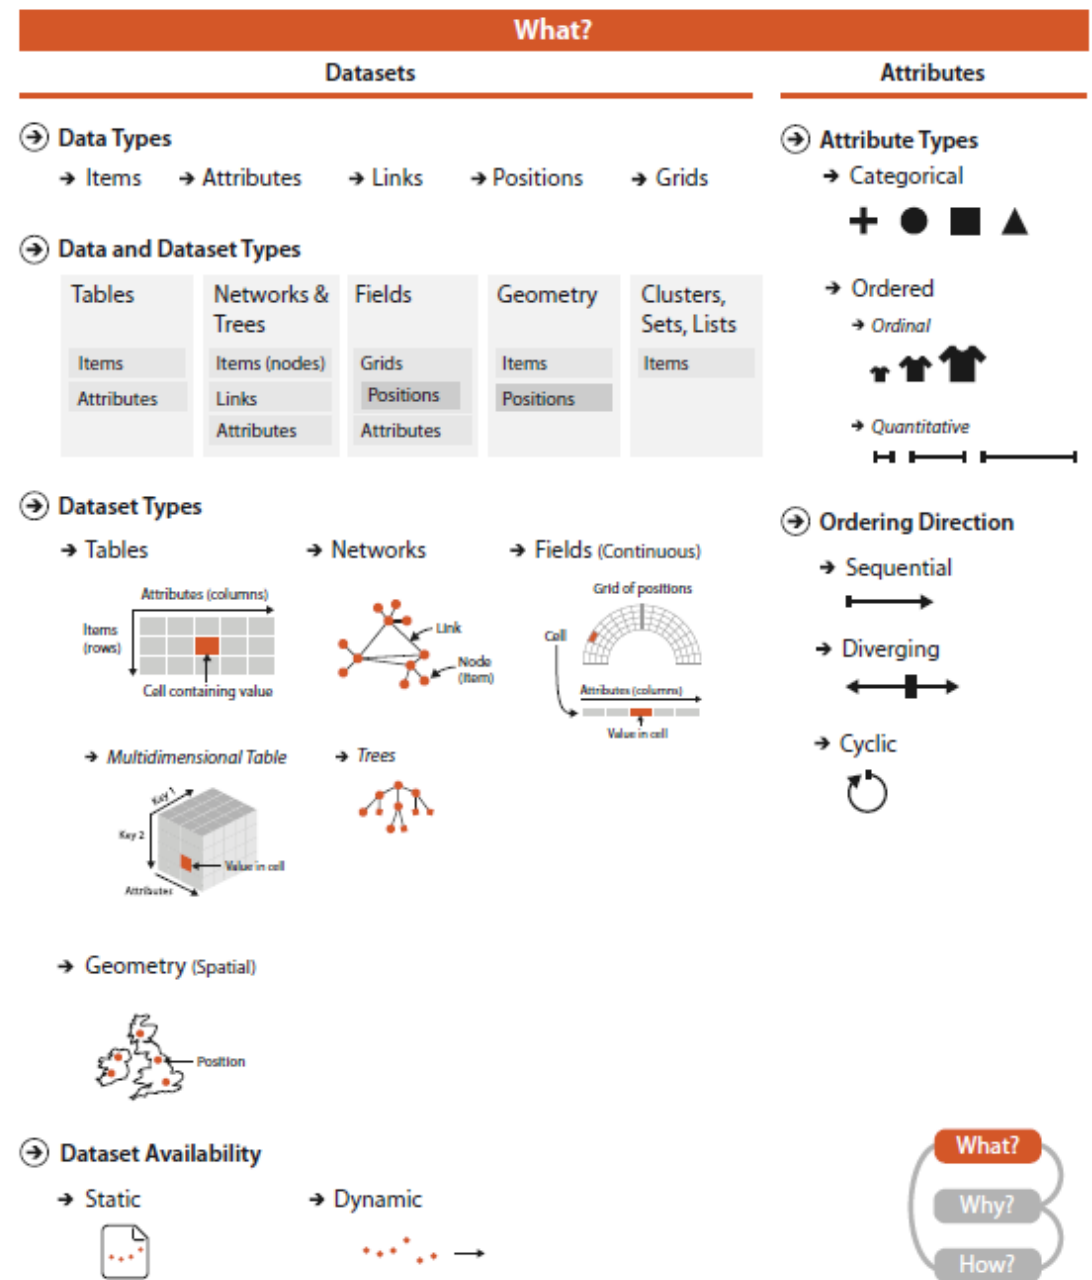 What?
Datasets
Attributes
Data Types
Items
Attributes
Links
Positions
Grids
Data and Dataset Types
Tables
Items
Attributes
Networks &
Trees
Items (nodes)
Links
Attributes
Fields
Grids
Positions
Attributes
Geometry
Items
Positions
Clusters,
Sets, Lists
Items
Dataset Types
Tables
Attributes (columns)
Items
(rows)
Cell containing value
Networks
Link
Node
(Item)
Fields (Continuous)
Grid of positions
Cell
Attributes (columns)
Value in cell
Multidimensional Table
Key 1
Key 2
Value in cell
Attributes
Trees
Geometry (Spatial)
Position
Dataset Availability
Static
Dynamic
Attribute Types
Categorical
Ordered
Ordinal
Quantitative
Ordering Direction
Sequential
Diverging
Cyclic
What?
Why?
How?